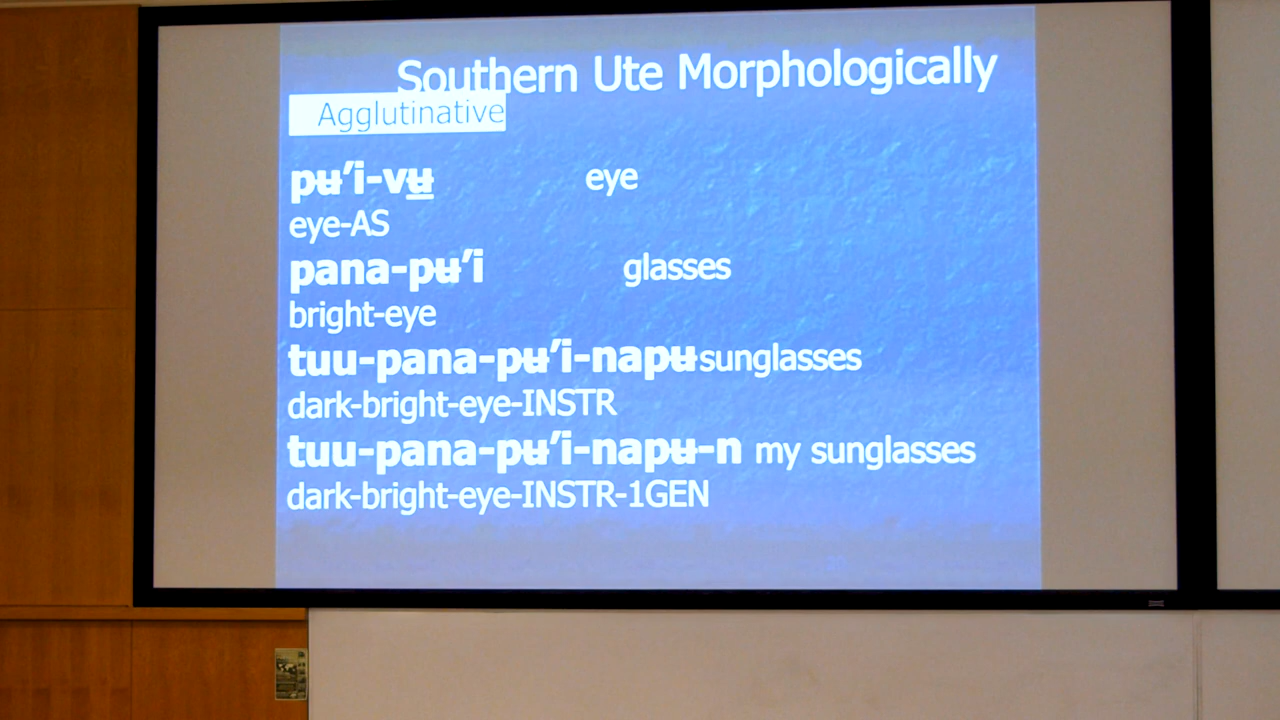 Southern Ute Morphologically
Agglutinative
pʉ'i-vʉ̲ eye
eye-AS
pana-pʉ'i glasses
bright-eye
tuu-pana-pʉ'i-napʉ sunglasses
dark-bright-eye-INSTR
tuu-pana-pʉ'i-napʉ-n my sunglasses
dark-bright-eye-INSTR-1GEN